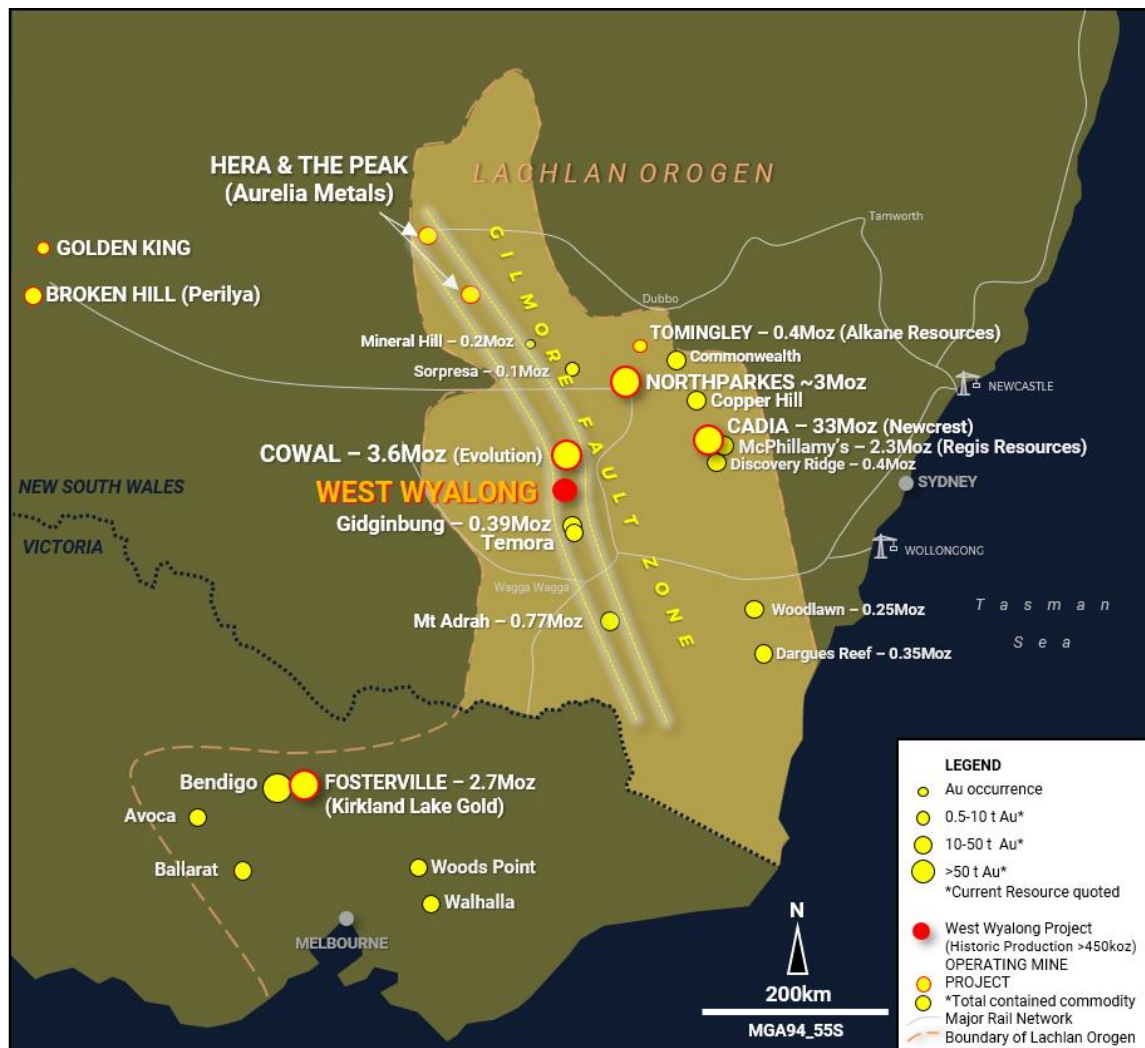 LACHLAN OROGEN
HERA & THE PEAK
(Aurelia Metals)
Tamworth
GOLDEN KING
BROKEN HILL (Perilya)
GILMORE FAULT ZONE
Dubbo
Mineral Hill – 0.2Moz
TOMINGLEY – 0.4Moz (Alkane Resources)
Commonwealth
Sorpresa – 0.1Moz
NORTHPARKES ~3Moz
NEWCASTLE
Copper Hill
CADIA – 33Moz (Newcrest)
McPhillamy's – 2.3Moz (Regis Resources)
COWAL – 3.6Moz (Evolution)
Discovery Ridge – 0.4Moz
NEW SOUTH WALES
SYDNEY
WEST WYALONG
Gidginbung – 0.39Moz
Temora
VICTORIA
WOLLONGONG
Wagga Wagga
Woodlawn – 0.25Moz
Tasman
Sea
Mt Adrah – 0.77Moz
Dargues Reef – 0.35Moz
Bendigo
FOSTERVILLE – 2.7Moz
(Kirkland Lake Gold)
Avoca
Ballarat
Woods Point
Walhalla
MELBOURNE
N
200km
MGA94_55S
LEGEND
Au occurrence
0.5-10 t Au*
10-50 t Au*
>50 t Au*
*Current Resource quoted
West Wyalong Project
(Historic Production >450koz)
OPERATING MINE
PROJECT
*Total contained commodity
Major Rail Network
Boundary of Lachlan Orogen